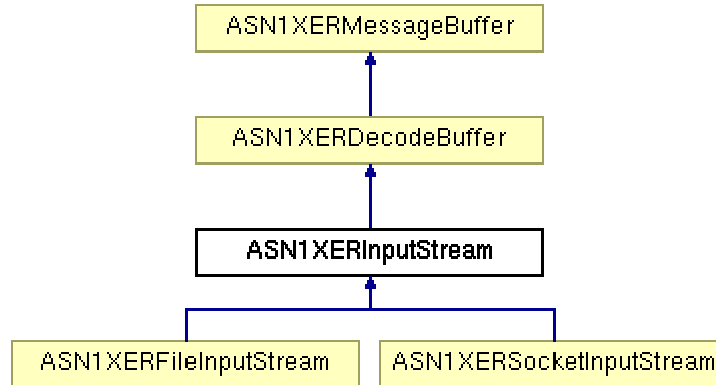 ASN1XERMessageBuffer
ASN1XERDecodeBuffer
ASN1XERInputStream
ASN1XERFileInputStream
ASN1XERSocketInputStream